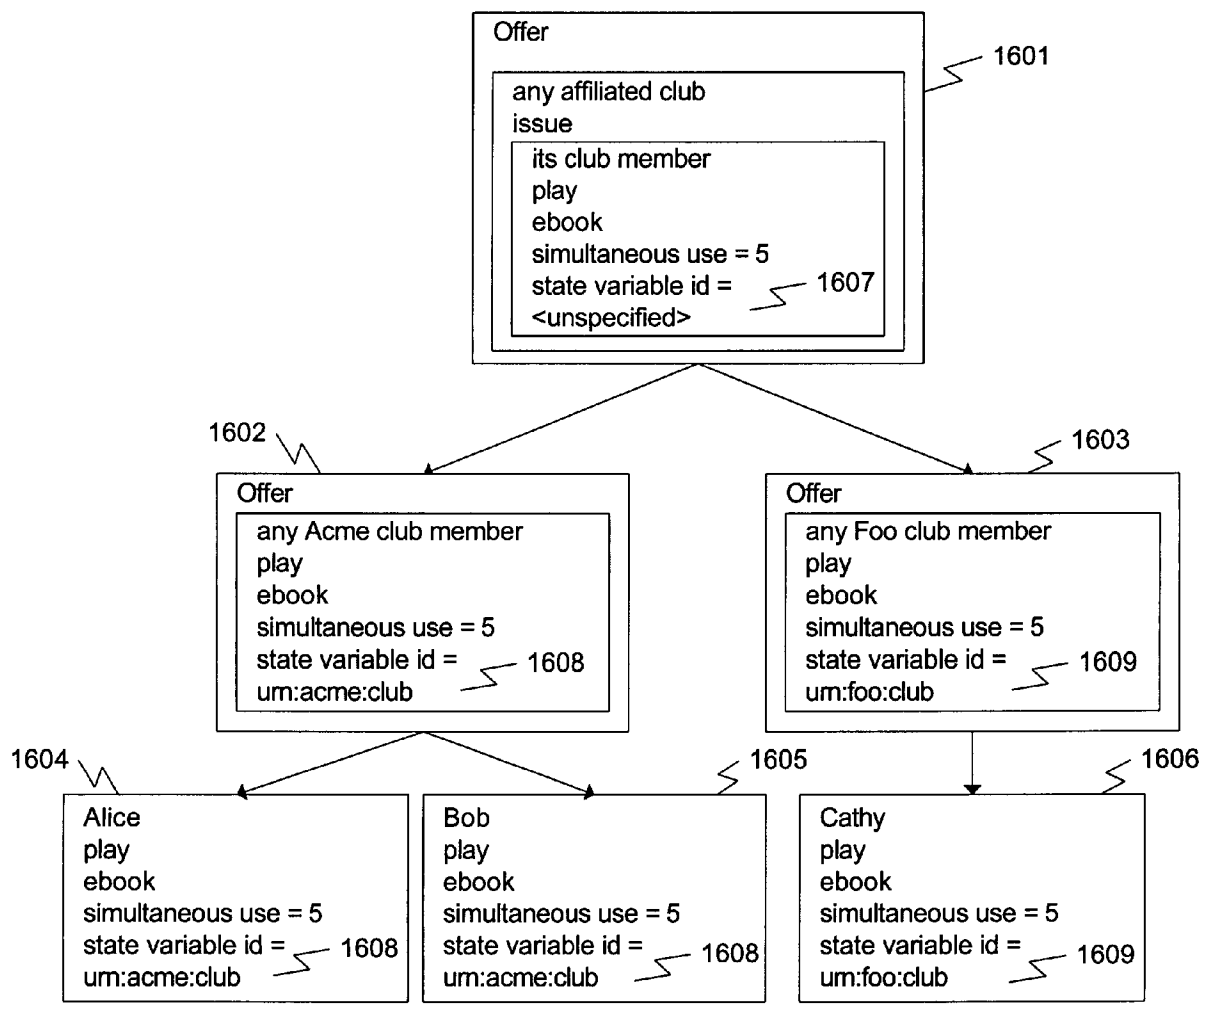 Offer
1601
any affiliated club
issue
its club member
play
ebook
simultaneous use = 5
state variable id =
1607
<unspecified>
1602
1603
Offer
any Acme club member
play
ebook
simultaneous use = 5
state variable id =
1608
urn:acme:club
Offer
any Foo club member
play
ebook
simultaneous use = 5
state variable id =
1609
urn:foo:club
1604
1605
1606
Alice
play
ebook
simultaneous use = 5
state variable id =
1608
urn:acme:club
Bob
play
ebook
simultaneous use = 5
state variable id =
1608
urn:acme:club
Cathy
play
ebook
simultaneous use = 5
state variable id =
1609
urn:foo:club